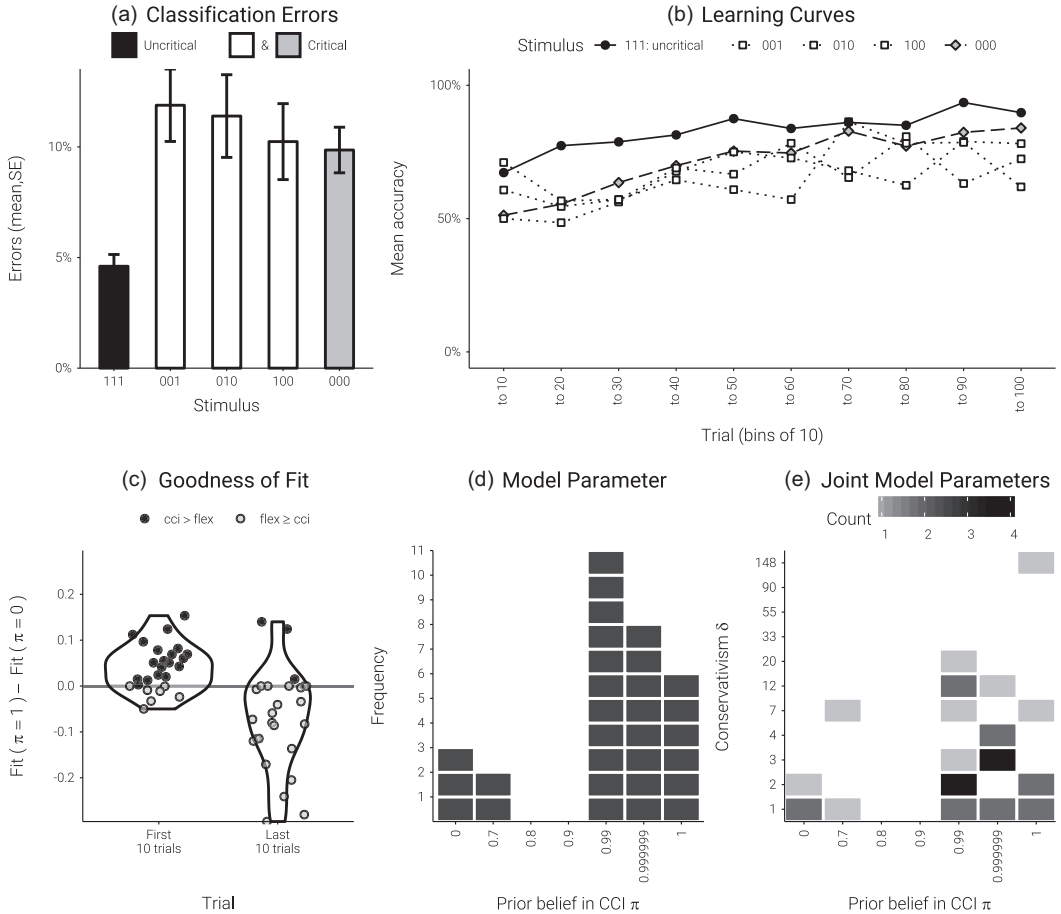 (a) Classification Errors
Uncritical & Critical
Errors (mean,SE)
10%
5%
0%
111 001 010 100 000
Stimulus
(b) Learning Curves
Stimulus 111: uncritical 001 010 100 000
Mean accuracy
100%
50%
0%
to 10 to 20 to 30 to 40 to 50 to 60 to 70 to 80 to 90 to 100
Trial (bins of 10)
(c) Goodness of Fit
cci > flex flex ≥ cci
Fit ( π = 1 ) − Fit ( π = 0 )
0.2
0.1
0.0
-0.1
-0.2
First Last
10 trials 10 trials
Trial
(d) Model Parameter
Frequency
11
10
9
8
7
6
5
4
3
2
1
0 0.7 0.8 0.9 0.99 0.999999 1
Prior belief in CCI π
(e) Joint Model Parameters
Count
1 2 3 4
Conservativism δ
148
90
55
33
20
12
7
4
3
2
1
0 0.7 0.8 0.9 0.99 0.999999 1
Prior belief in CCI π